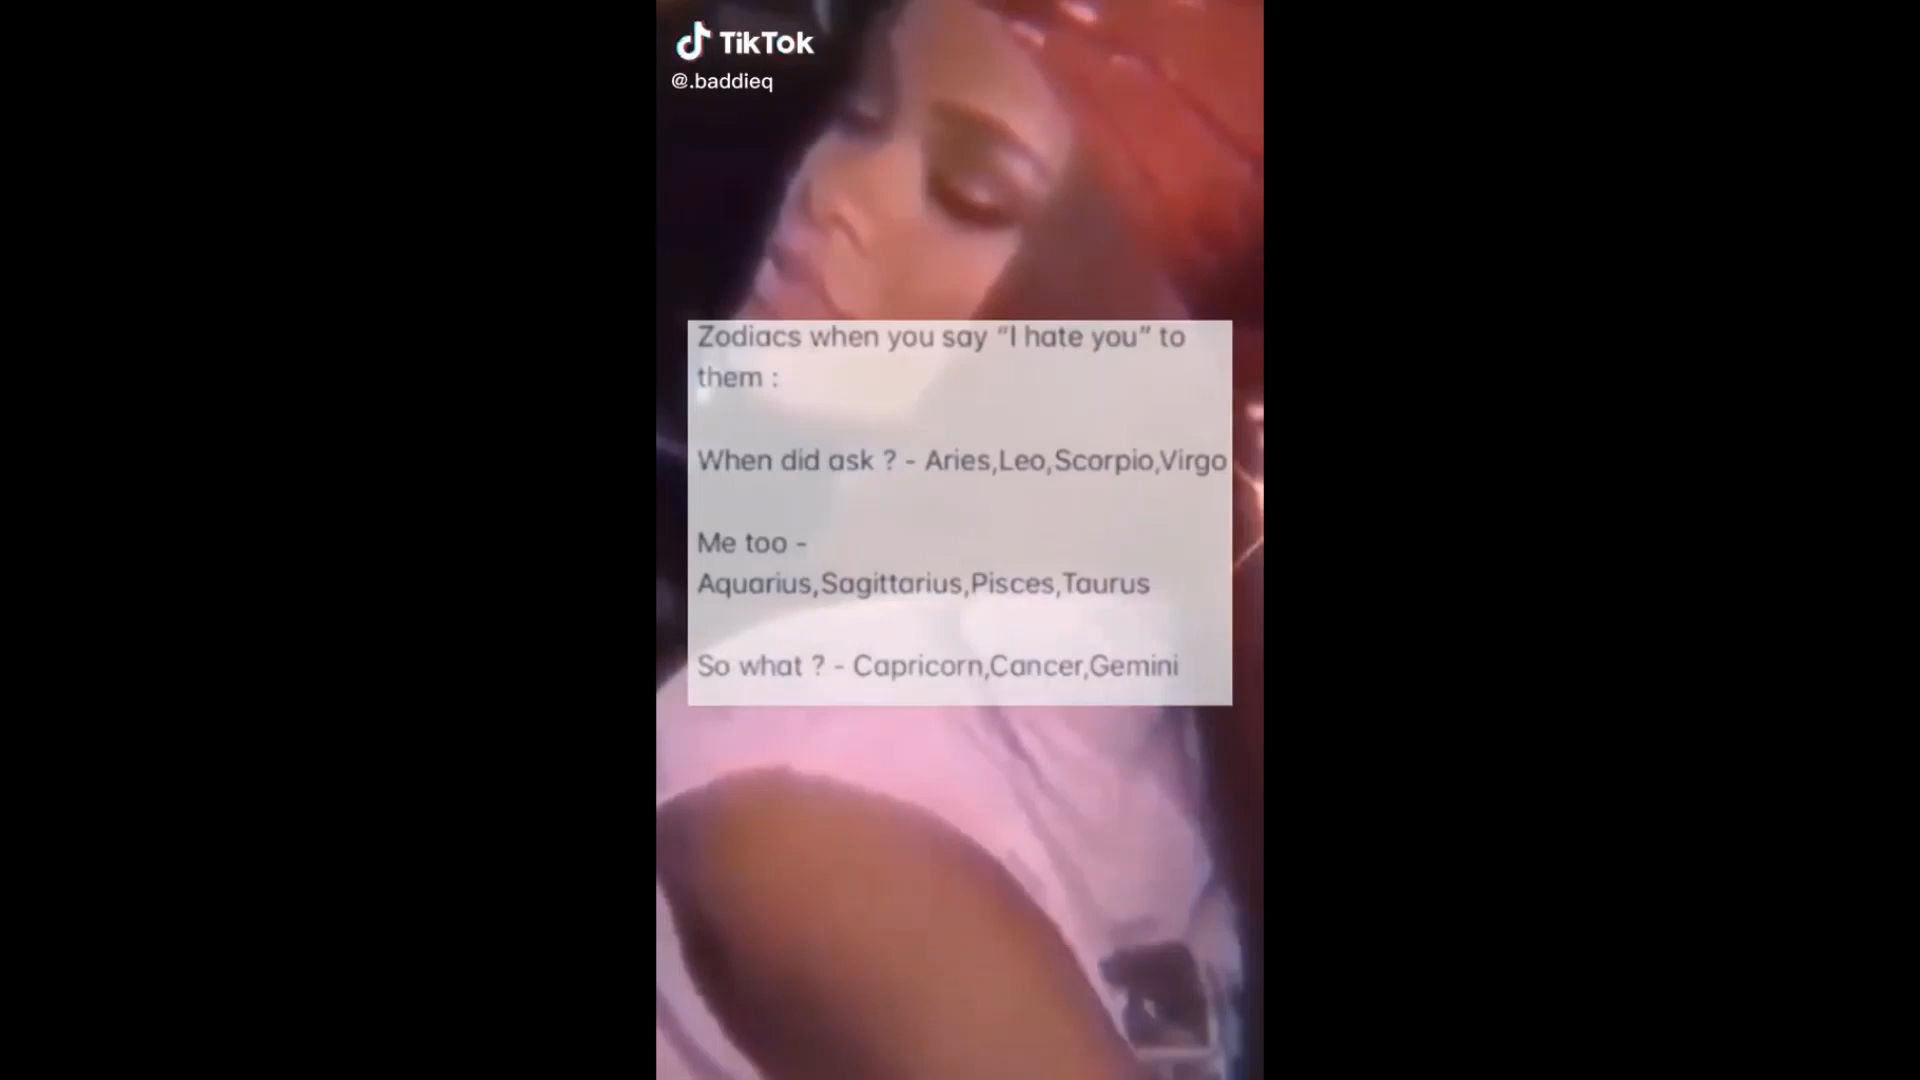 TikTok
@.baddieq
Zodiacs when you say “I hate you” to
them :
When did ask ? - Aries,Leo,Scorpio,Virgo
Me too -
Aquarius,Sagittarius,Pisces,Taurus
So what ? - Capricorn,Cancer,Gemini